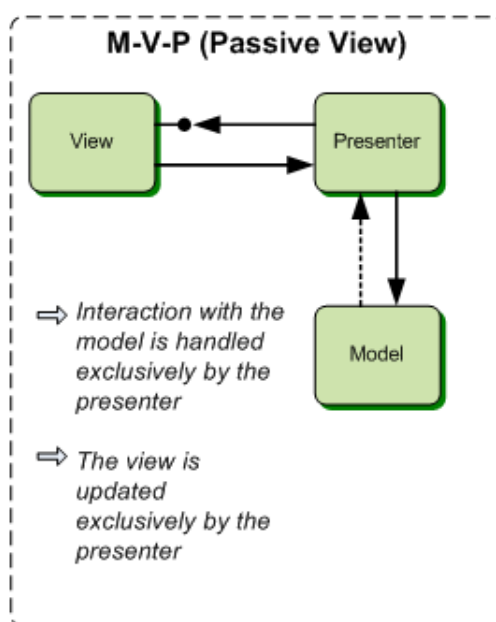 M-V-P (Passive View)
View
Presenter
Model
Interaction with the
model is handled
exclusively by the
presenter
The view is
updated
exclusively by the
presenter